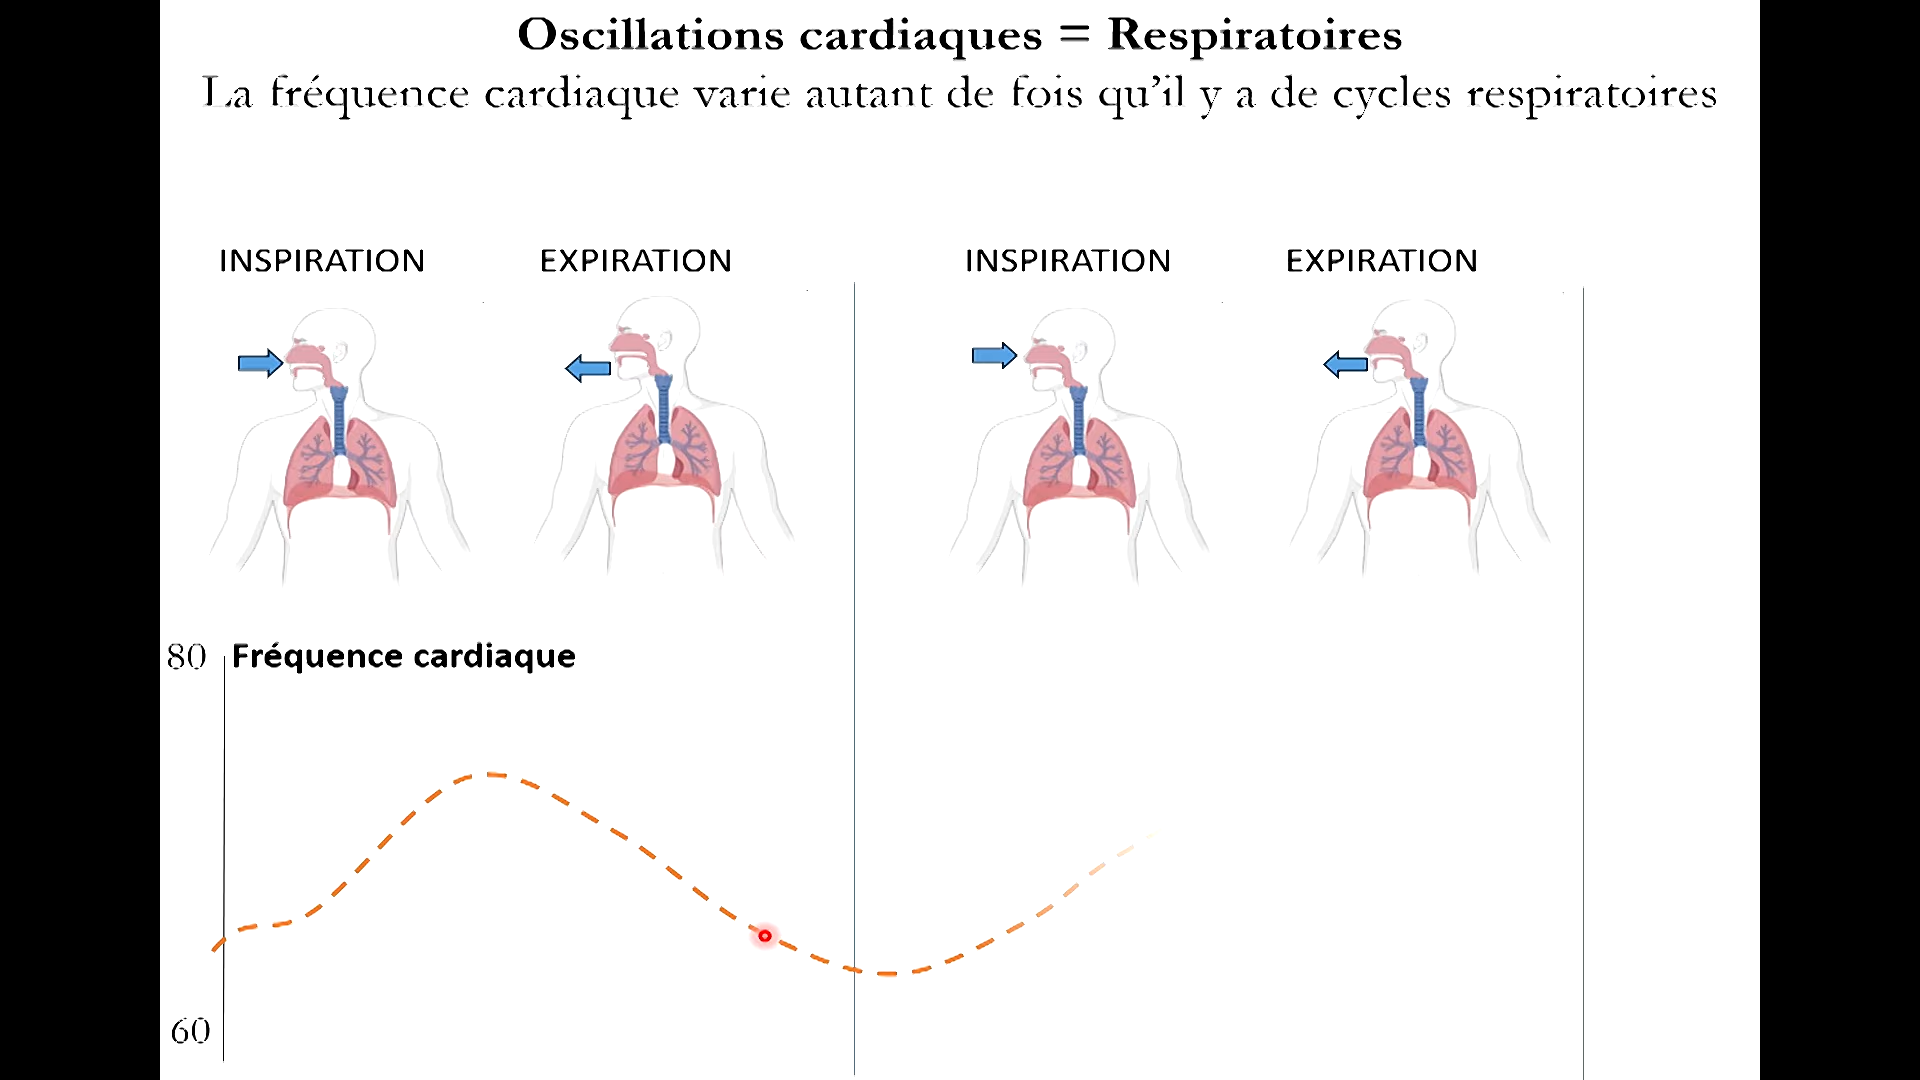 Oscillations cardiaques = Respiratoires
La fréquence cardiaque varie autant de fois qu’il y a de cycles respiratoires
INSPIRATION EXPIRATION INSPIRATION EXPIRATION
80 Fréquence cardiaque
60